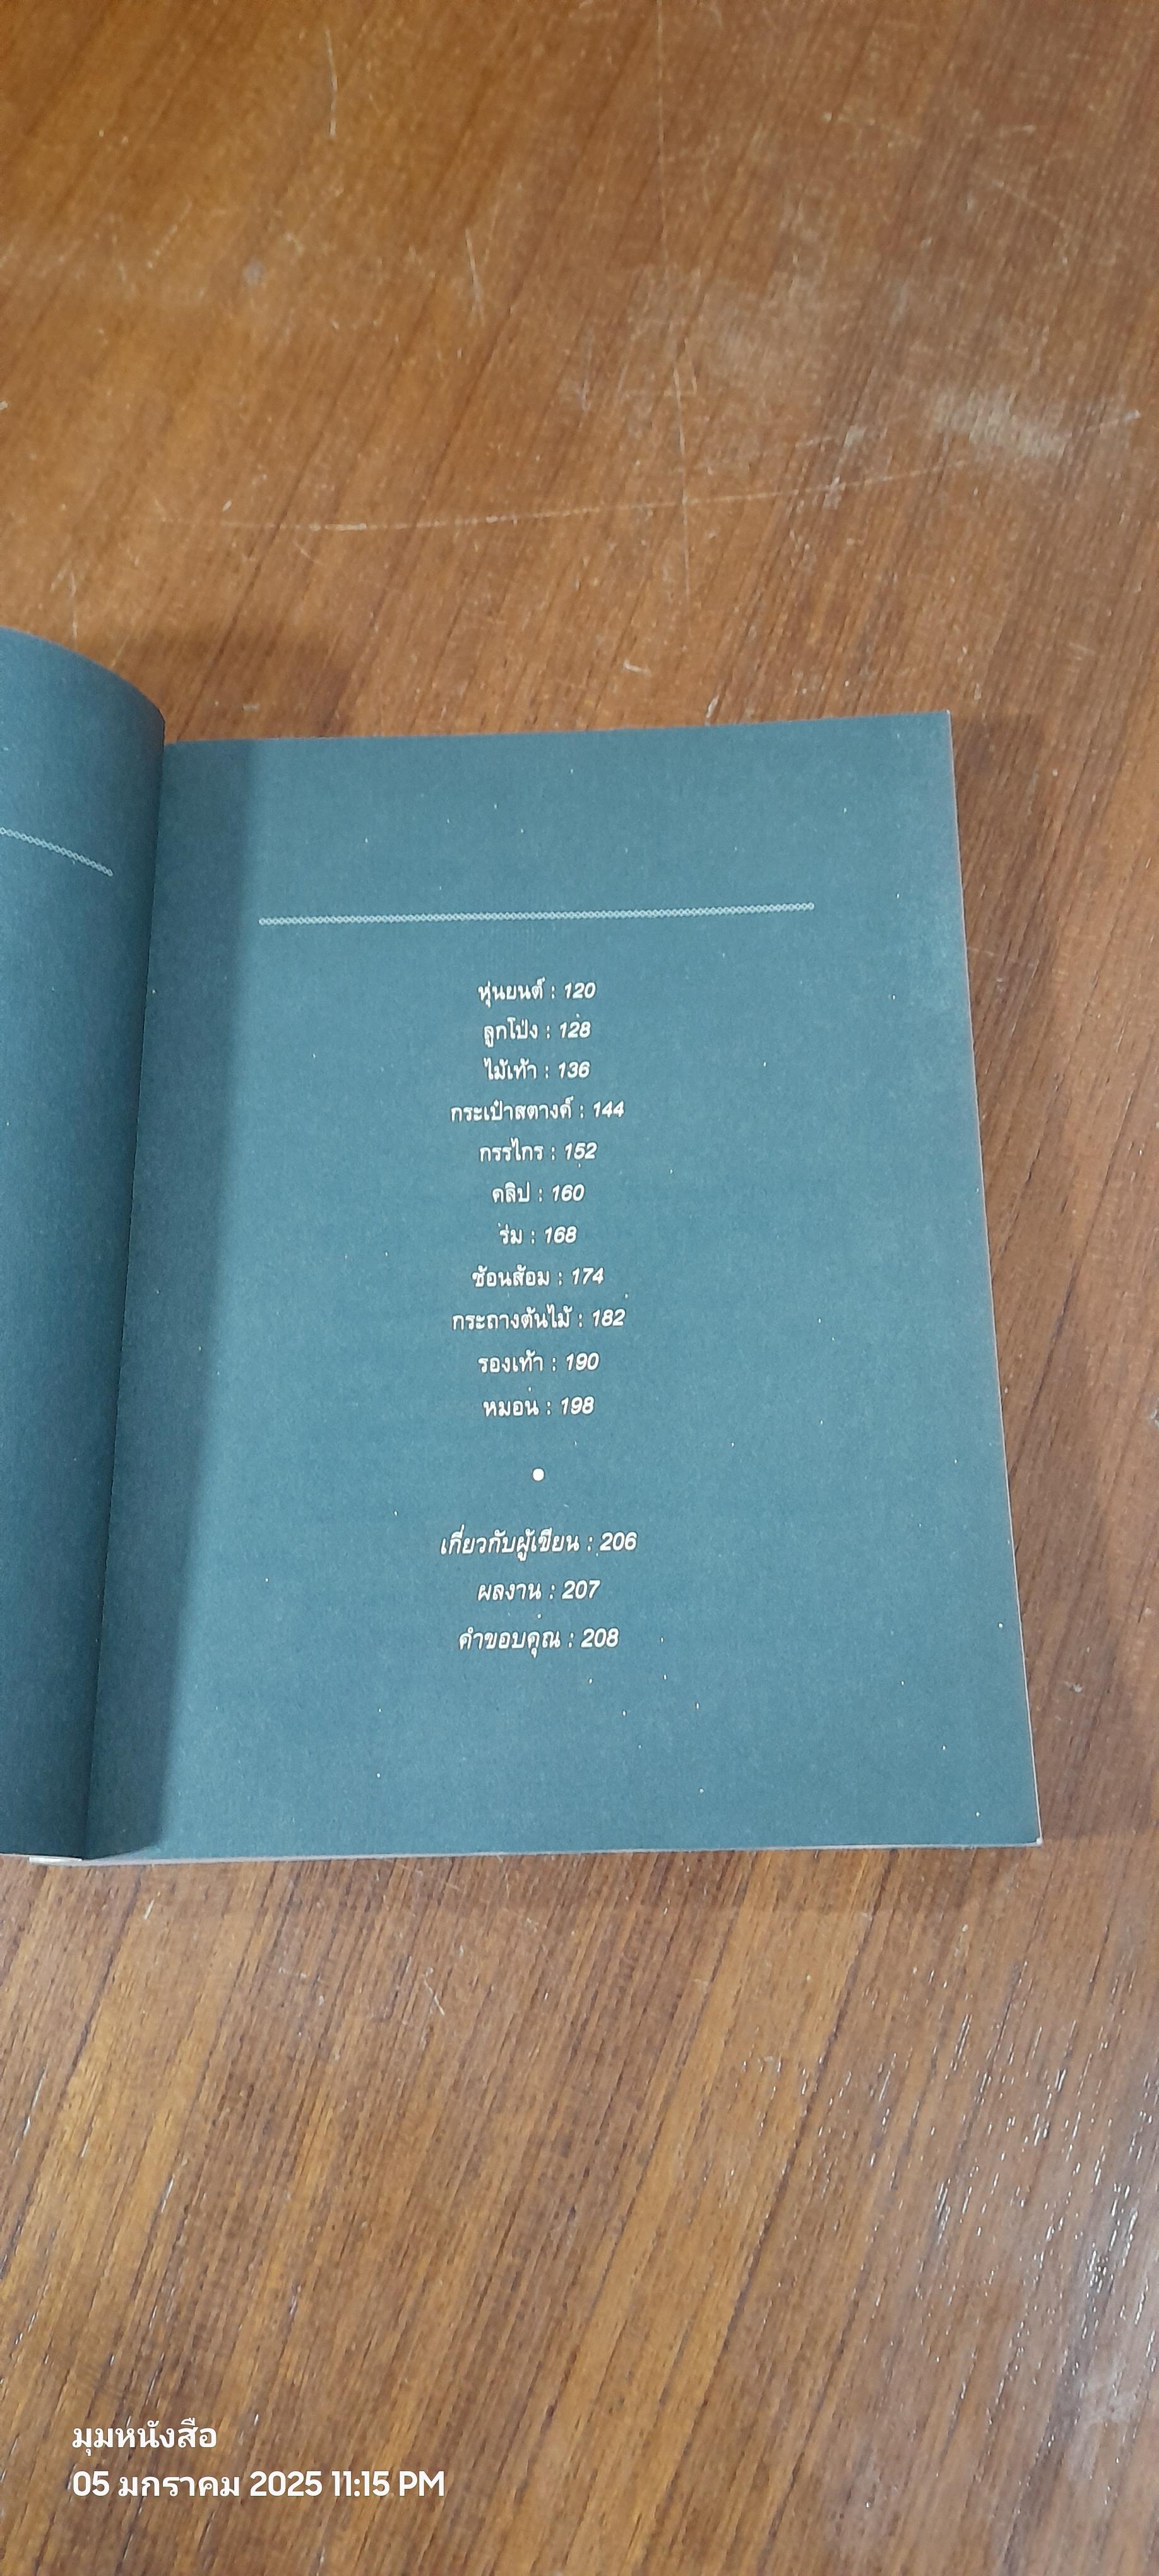 หุ่นยนต์ : 120
ลูกโป่ง : 128
ไม้เท้า : 136
กระเป๋าสตางค์ : 144
กรรไกร : 152
คลิป : 160
ร่ม : 168
ช้อนส้อม : 174
กระถางต้นไม้ : 182
รองเท้า : 190
หมอน : 198
เกี่ยวกับผู้เขียน : 206
ผลงาน : 207
คำขอบคุณ : 208
มุมหนังสือ
05 มกราคม 2025 11:15 PM